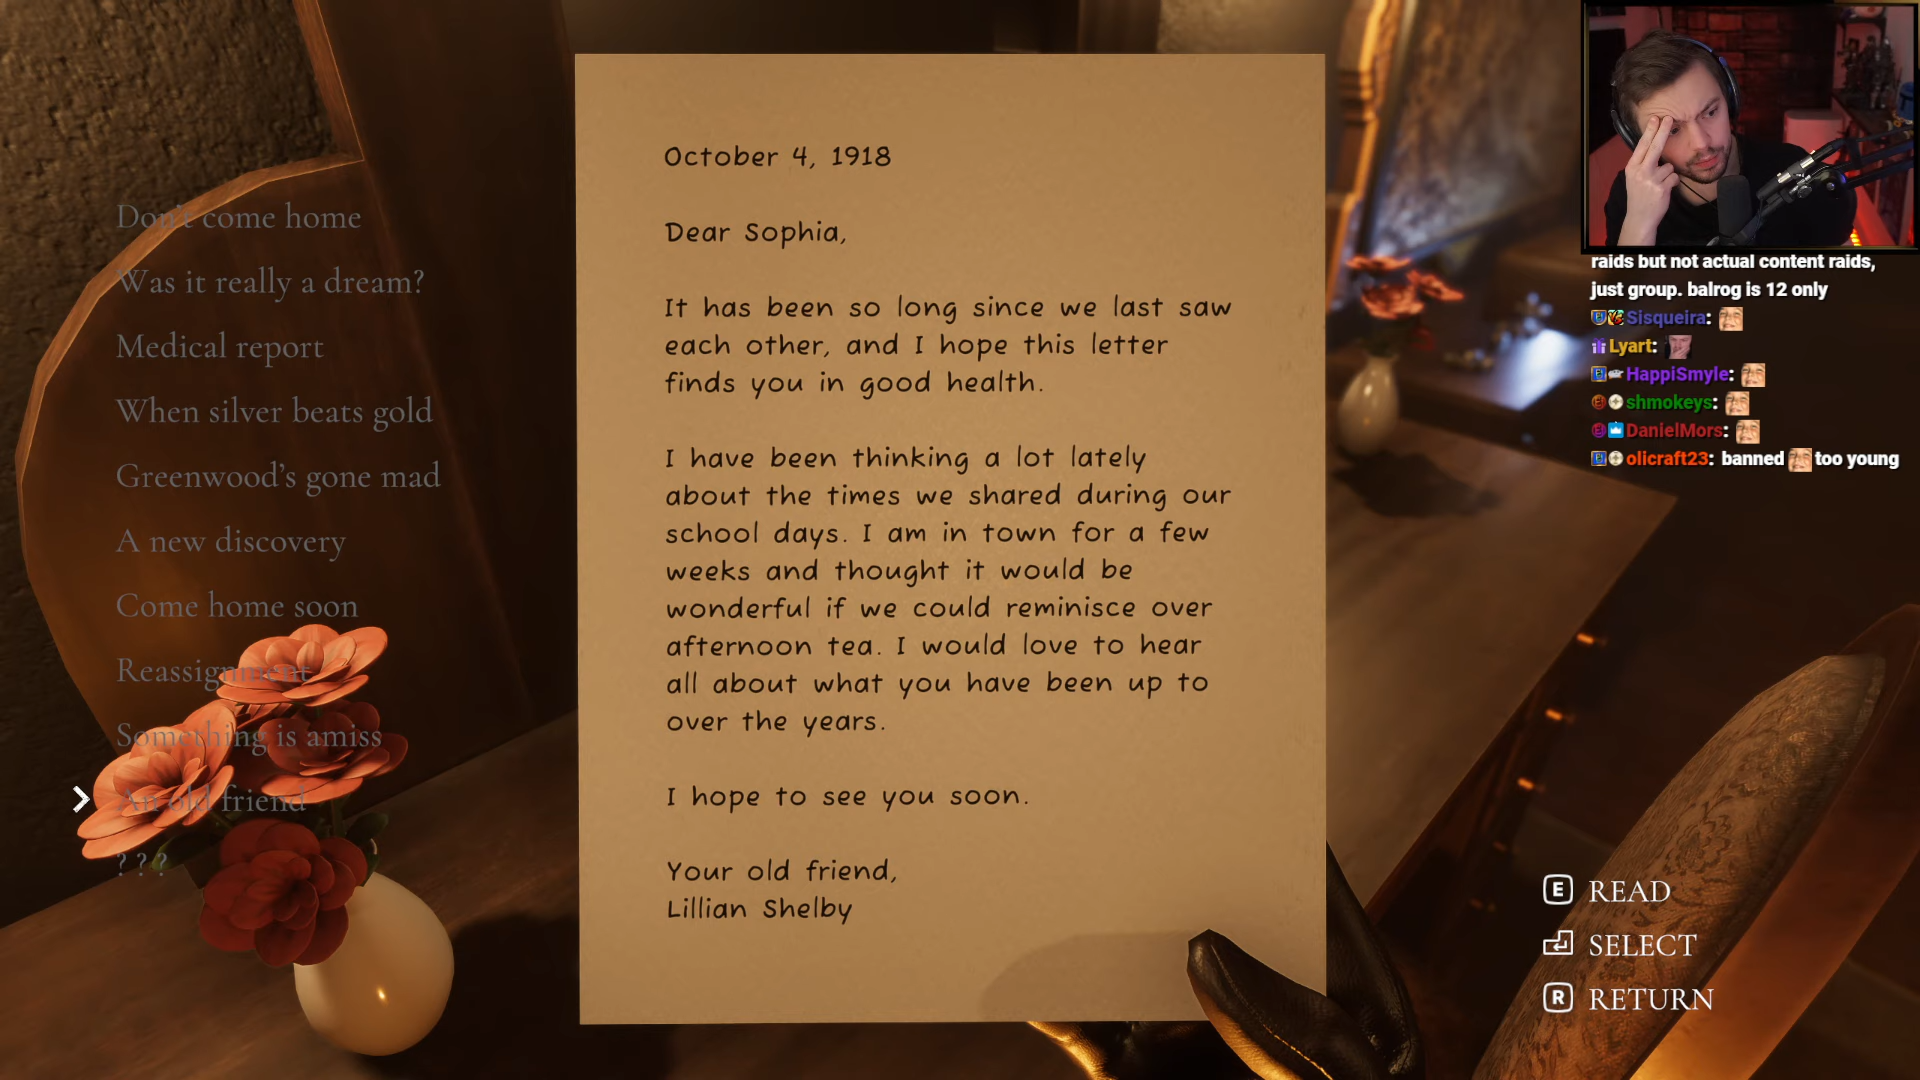 Don't come home
Was it really a dream?
Medical report
When silver beats gold
Greenwood's gone mad
A new discovery
Come home soon
Reassignment
Something is amiss
An old friend
? ? ?
October 4, 1918
Dear Sophia,
It has been so long since we last saw
each other, and I hope this letter
finds you in good health.
I have been thinking a lot lately
about the times we shared during our
school days. I am in town for a few
weeks and thought it would be
wonderful if we could reminisce over
afternoon tea. I would love to hear
all about what you have been up to
over the years.
I hope to see you soon.
Your old friend,
Lillian Shelby
raids but not actual content raids,
just group. balrog is 12 only
Sisqueira:
Lyart:
HappiSmyle:
shmokeys:
DanielMors:
olicraft23: banned too young
E READ
SELECT
R RETURN